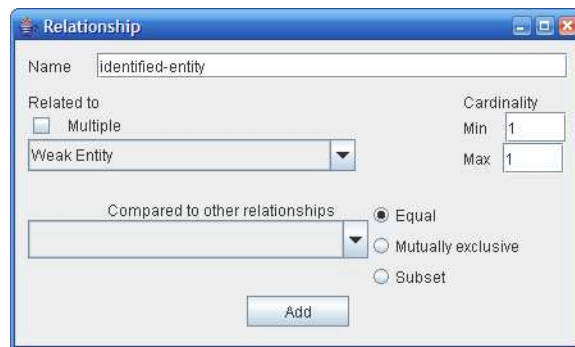 Relationship
Name identified-entity
Related to Cardinality
Multiple Min 1
Weak Entity Max 1
Compared to other relationships Equal
Mutually exclusive
Subset
Add